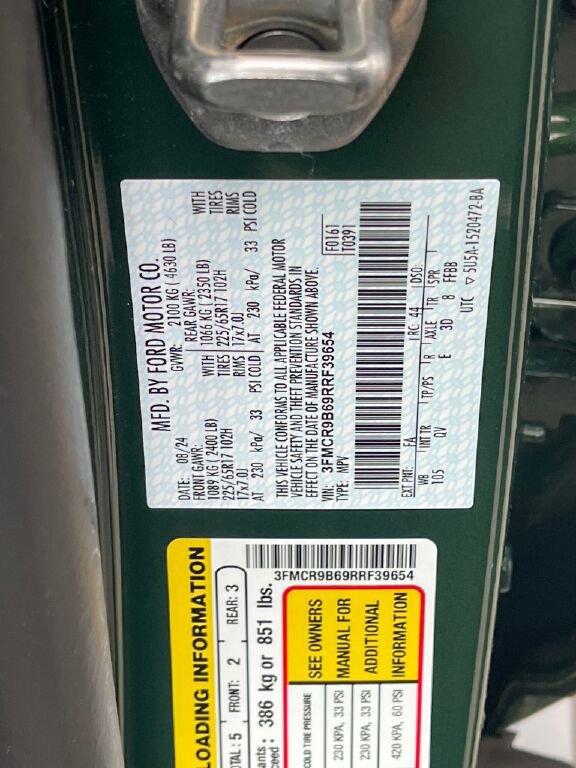 MFD. BY FORD MOTOR CO.
DATE: 08/24 GVWR: 2100 KG ( 4630 LB)
FRONT GAWR: REAR GAWR:
1089 KG ( 2400 LB) WITH 1066 KG ( 2350 LB) WITH
225/65R17 102H TIRES 225/65R17 102H TIRES
17x7.0J RIMS 17x7.0J RIMS
AT 230 kPa/ 33 PSI COLD AT 230 kPa/ 33 PSI COLD
THIS VEHICLE CONFORMS TO ALL APPLICABLE FEDERAL MOTOR
VEHICLE SAFETY AND THEFT PREVENTION STANDARDS IN
EFFECT ON THE DATE OF MANUFACTURE SHOWN ABOVE.
VIN: 3FMCR9B69RRF39654 F0161
TYPE: MPV T0391
EXT PNT: FA RC: 44 DSO:
WB INT TR TP/PS R AXLE TR SPR
105 QV E 3D 8 FFBB
UTC 5U5A-1520472-BA
LOADING INFORMATION
OTAL: 5 FRONT: 2 REAR: 3
ants :
ceed : 386 kg or 851 lbs.
3FMCR9B69RRF39654
COLD TIRE PRESSURE
230 KPA, 33 PSI
230 KPA, 33 PSI
420 KPA, 60 PSI
SEE OWNERS
MANUAL FOR
ADDITIONAL
INFORMATION